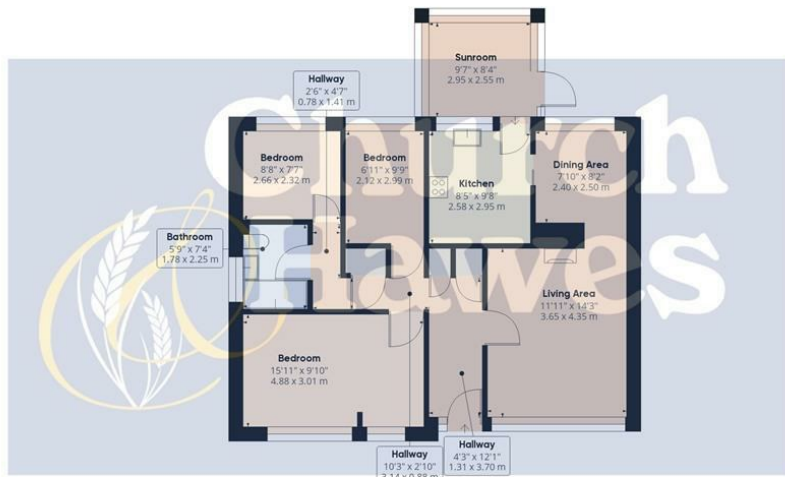 Sunroom
9'7" x 8'4"
2.95 x 2.55 m
Hallway
2'6" x 4'7"
0.78 x 1.41 m
Church
Hawes
Bedroom
8'8" x 7'7"
2.66 x 2.32 m
Bedroom
6'11" x 9'9"
2.12 x 2.99 m
Kitchen
8'5" x 9'8"
2.58 x 2.95 m
Dining Area
7'10" x 8'2"
2.40 x 2.50 m
Bathroom
5'9" x 7'4"
1.78 x 2.25 m
&
Living Area
11'11" x 14'3"
3.65 x 4.35 m
Bedroom
15'11" x 9'10"
4.88 x 3.01 m
Hallway
4'3" x 12'1"
1.31 x 3.70 m
Hallway
10'3" x 2'10"
3.14 x 0.88 m